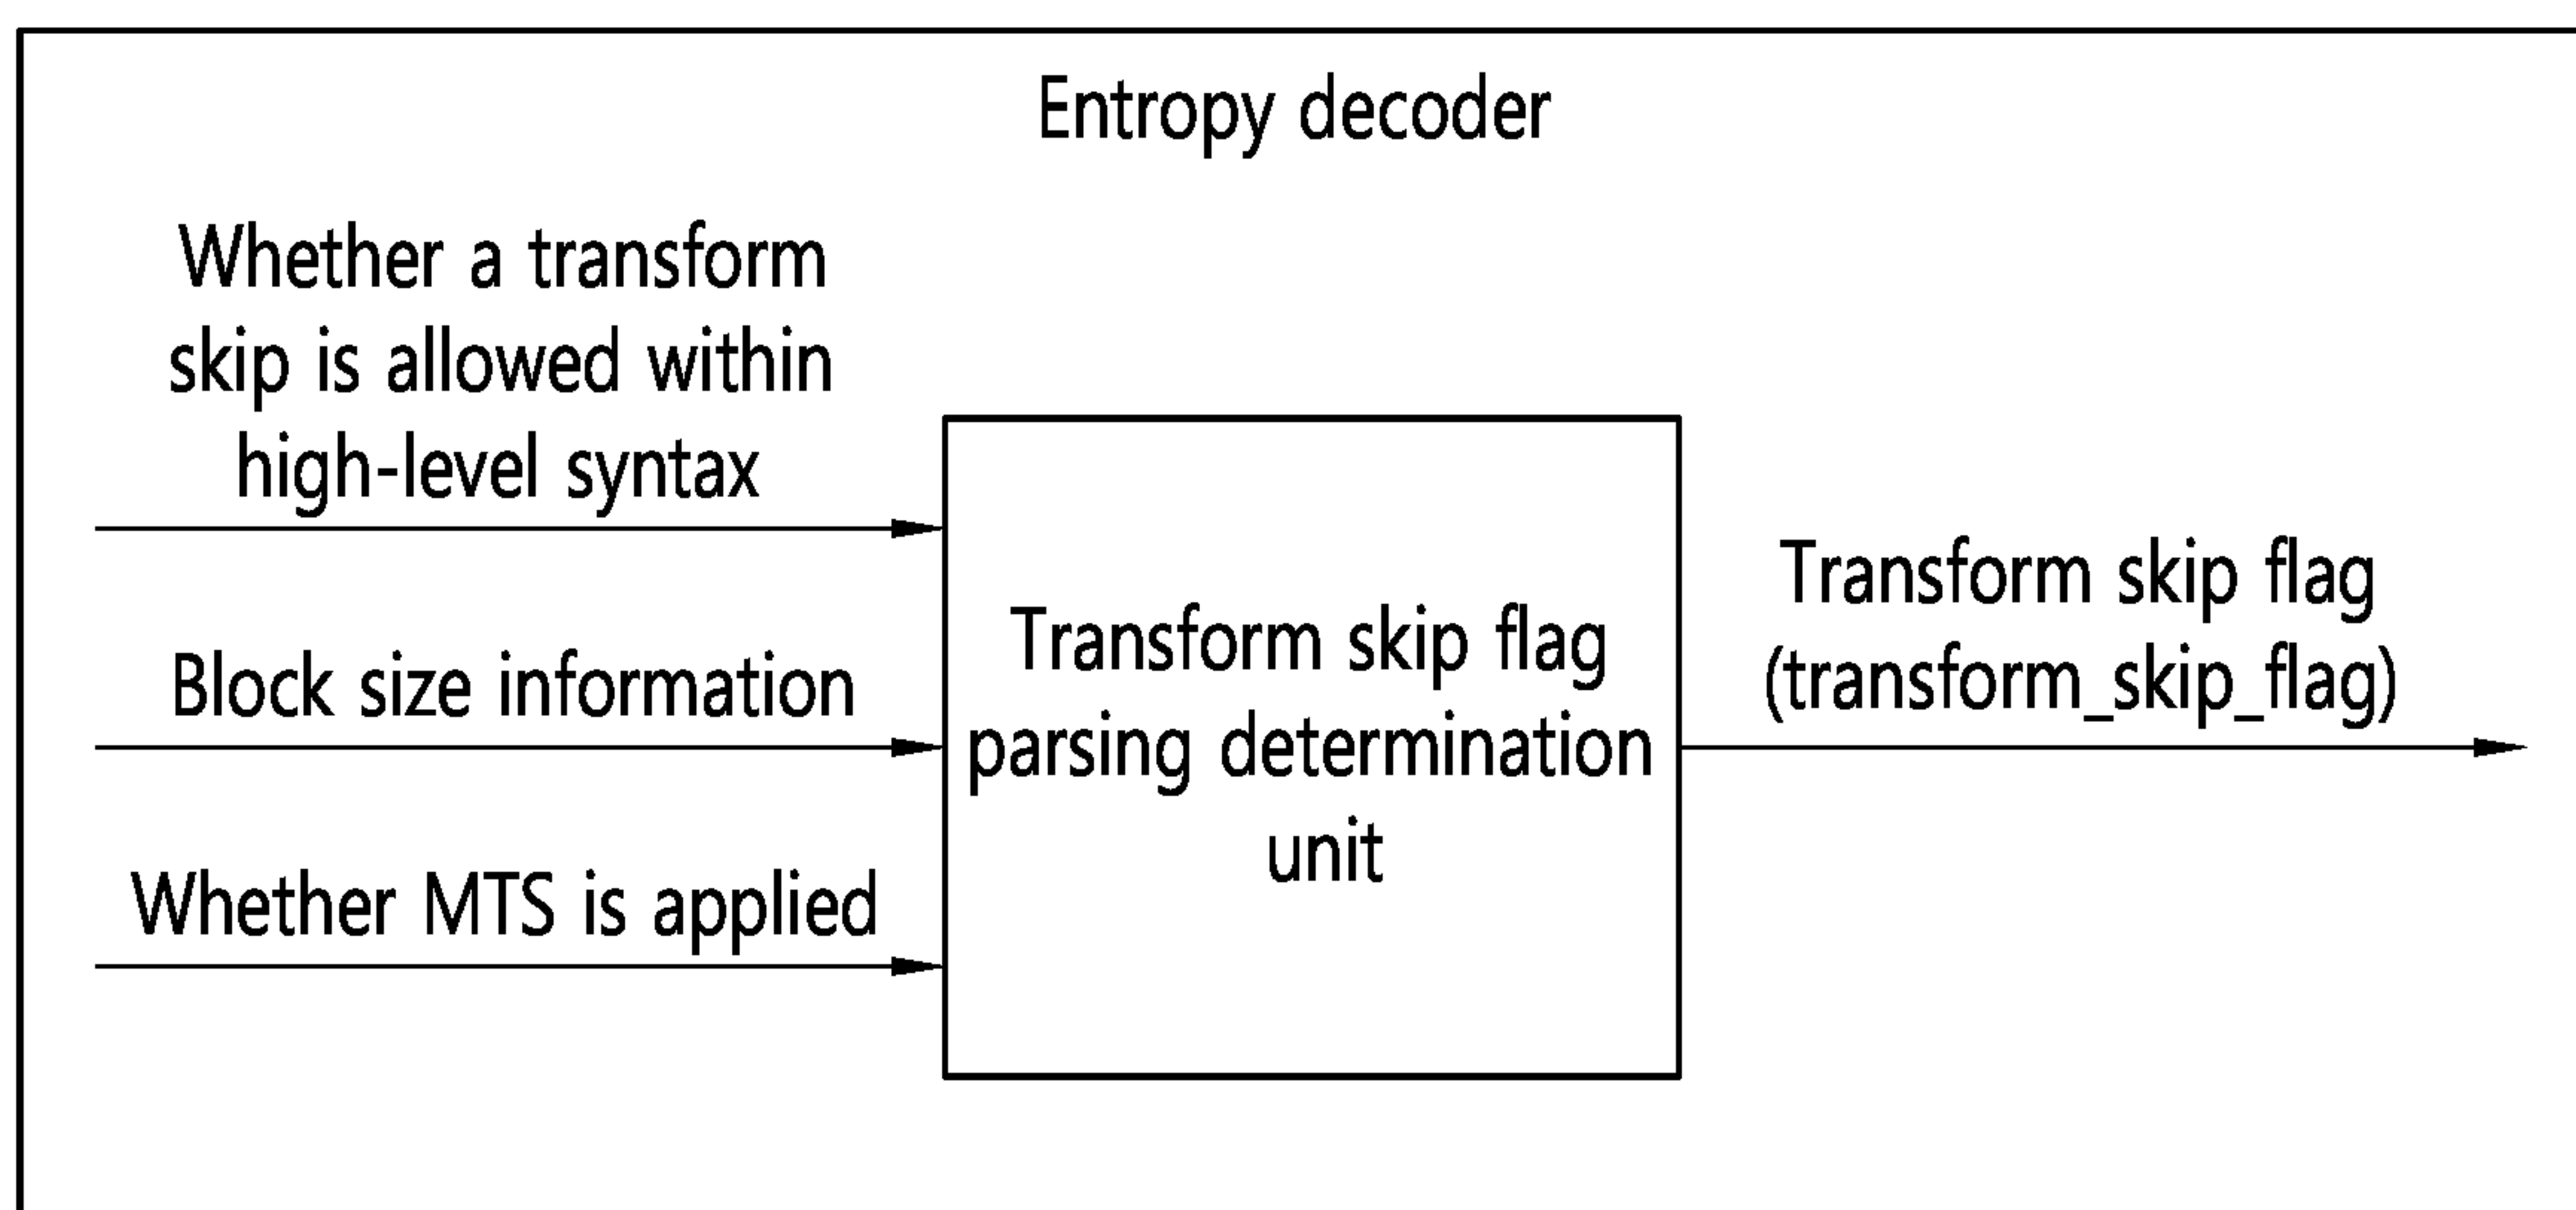 Entropy decoder
Whether a transform
skip is allowed within
high-level syntax
Block size information
Whether MTS is applied
Transform skip flag
parsing determination
unit
Transform skip flag
(transform_skip_flag)